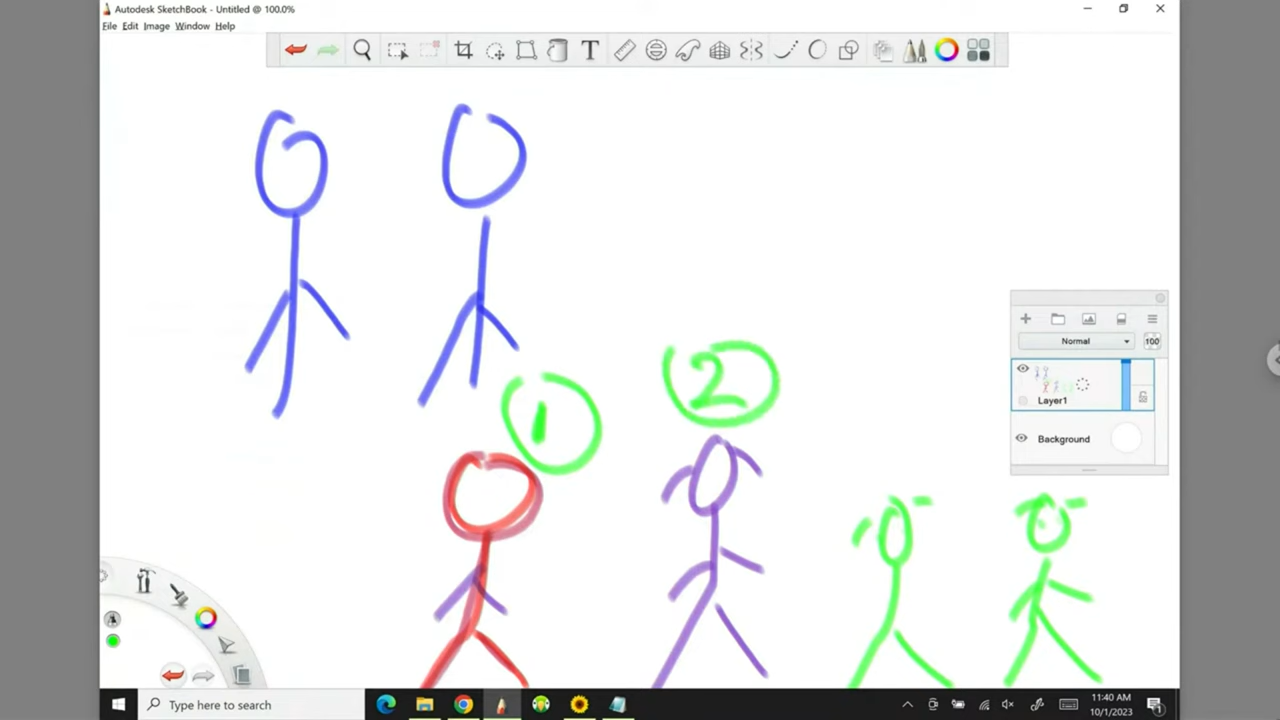 Autodesk SketchBook - Untitled @ 100.0%
File Edit Image Window Help
T
Normal 100
Layer1
Background
2
1
Type here to search
11:40 AM
10/1/2023
1